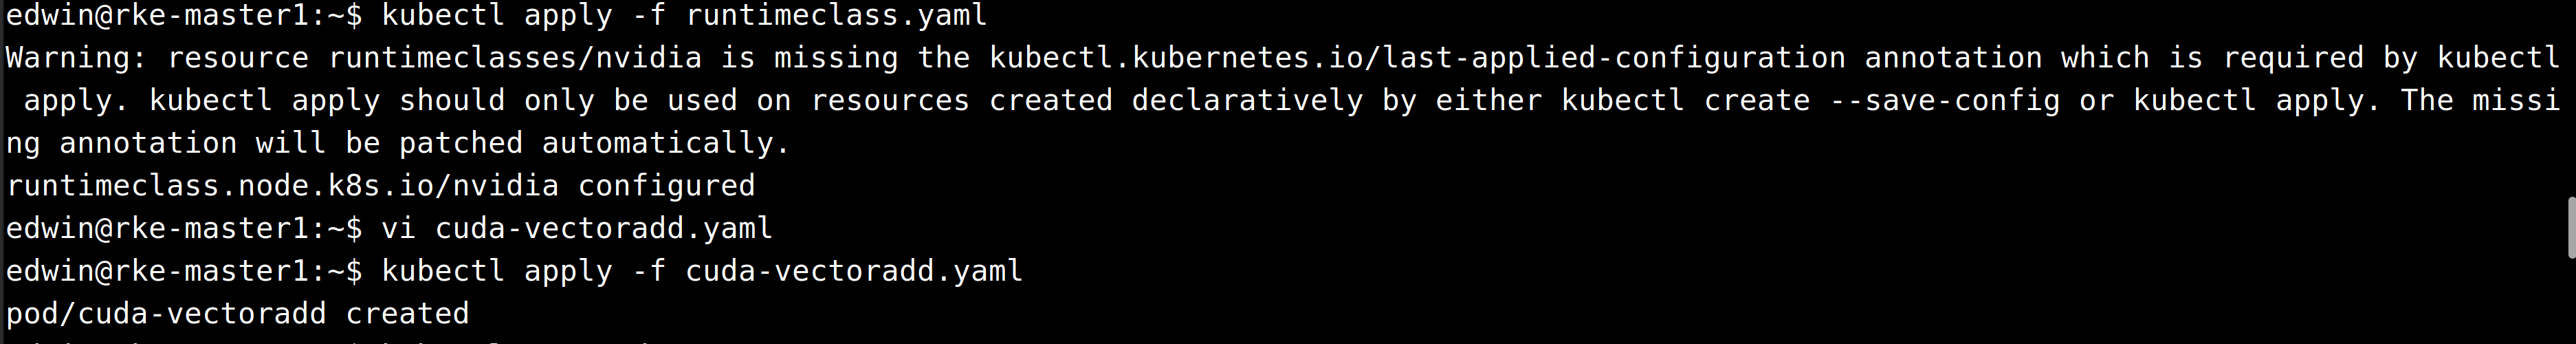 edwin@rke-master1:~$ kubectl apply -f runtimeclass.yaml
Warning: resource runtimeclasses/nvidia is missing the kubectl.kubernetes.io/last-applied-configuration annotation which is required by kubectl
 apply. kubectl apply should only be used on resources created declaratively by either kubectl create --save-config or kubectl apply. The missi
ng annotation will be patched automatically.
runtimeclass.node.k8s.io/nvidia configured
edwin@rke-master1:~$ vi cuda-vectoradd.yaml
edwin@rke-master1:~$ kubectl apply -f cuda-vectoradd.yaml
pod/cuda-vectoradd created